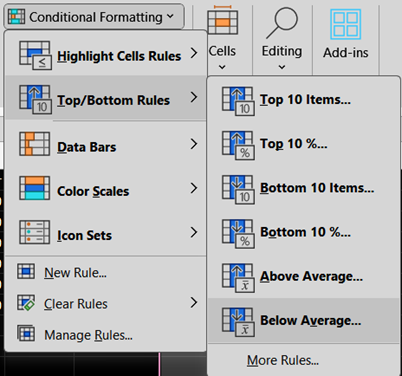 Conditional Formatting
Cells
Editing
Add-ins
Highlight Cells Rules
Top/Bottom Rules
Data Bars
Color Scales
Icon Sets
New Rule...
Clear Rules
Manage Rules...
Top 10 Items...
Top 10 %...
Bottom 10 Items...
Bottom 10 %...
Above Average...
Below Average...
More Rules...